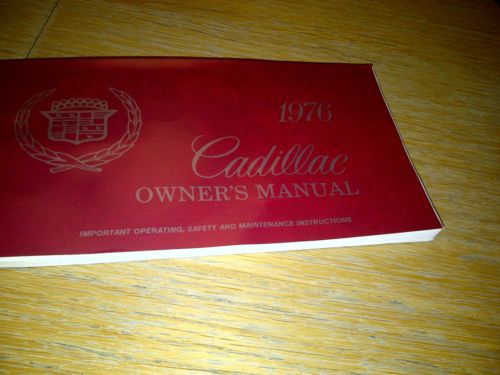 1976
Cadillac
OWNER'S MANUAL
IMPORTANT OPERATING, SAFETY AND MAINTENANCE INSTRUCTIONS